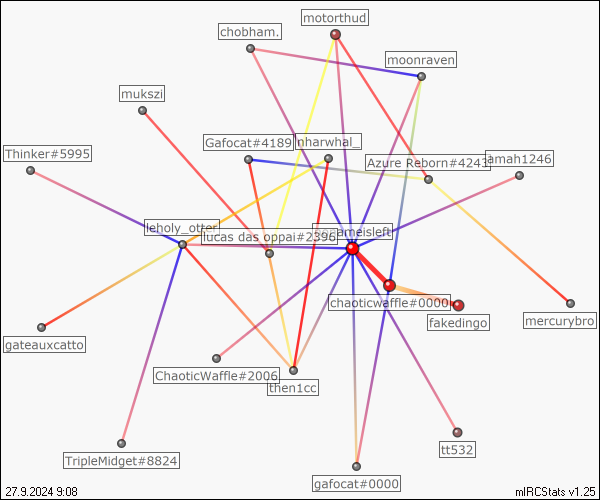 motorthud
chobham.
moonraven
mukszi
Gafocat#4189
nharwhal_
Thinker#5995
Azure Reborn#4243
amah1246
leholy_otter
lucas das oppai#2396
chaoticwaffle#0000
fakedingo
mercurybro
gateauxcatto
ChaoticWaffle#2006
then1cc
tt532
TripleMidget#8824
gafocat#0000
27.9.2024 9:08
mIRCStats v1.25